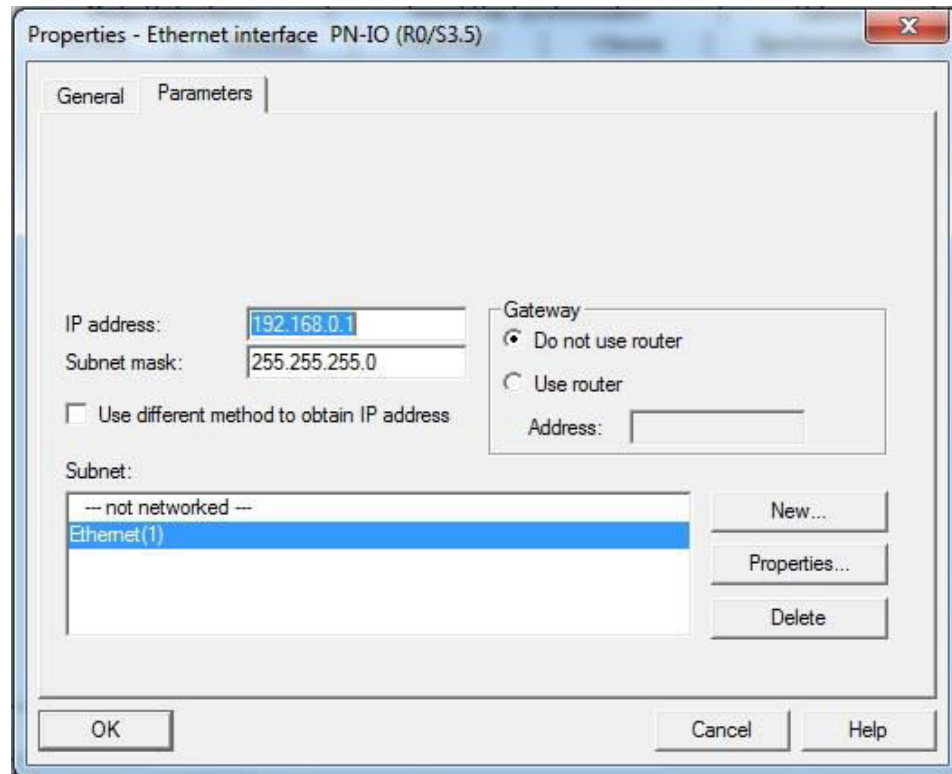 Properties - Ethernet interface PN-IO (R0/S3.5)
General
Parameters
IP address:
192.168.0.1
Subnet mask:
255.255.255.0
Use different method to obtain IP address
Gateway
Do not use router
Use router
Address:
Subnet:
--- not networked ---
Ethernet(1)
New...
Properties...
Delete
OK
Cancel
Help